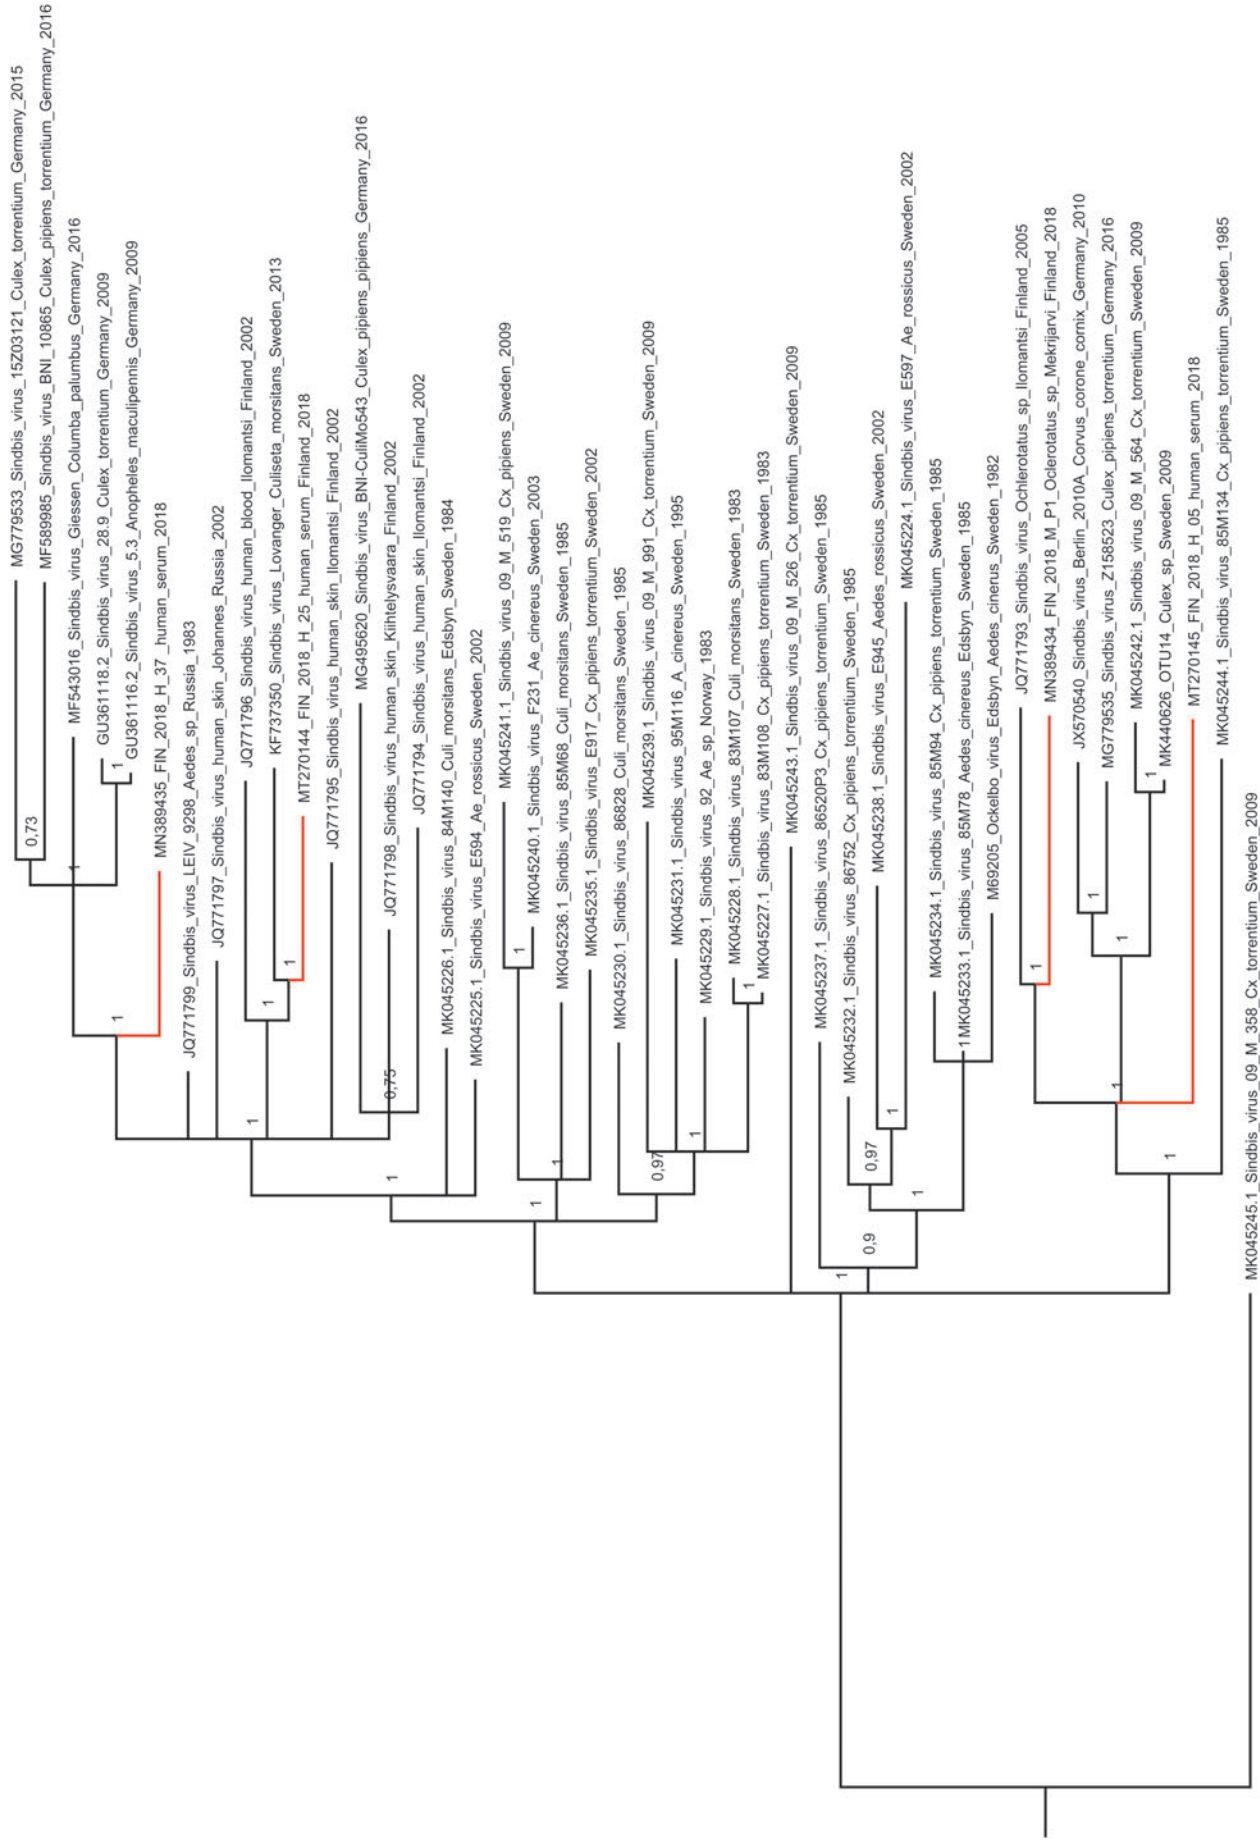 MG779533_Sindbis_virus_15Z03121_Culex_torrentium_Germany_2015
0,73
MF589985_Sindbis_virus_BNI_10865_Culex_pipiens_torrentium_Germany_2016
MF543016_Sindbis_virus_Giessen_Columba_palumbus_Germany_2016
1
GU361118.2_Sindbis_virus_28.9_Culex_torrentium_Germany_2009
1
GU361116.2_Sindbis_virus_5.3_Anopheles_maculipennis_Germany_2009
1
MN389435_FIN_2018_H_37_human_serum_2018
JQ771799_Sindbis_virus_LEIV_9298_Aedes_sp_Russia_1983
JQ771797_Sindbis_virus_human_skin_Johannes_Russia_2002
1
JQ771796_Sindbis_virus_human_blood_Ilomantsi_Finland_2002
1
KF737350_Sindbis_virus_Lovanger_Culiseta_morsitans_Sweden_2013
1
MT270144_FIN_2018_H_25_human_serum_Finland_2018
JQ771795_Sindbis_virus_human_skin_Ilomantsi_Finland_2002
MG495620_Sindbis_virus_BNI-CuliMo543_Culex_pipiens_pipiens_Germany_2016
0,75
JQ771798_Sindbis_virus_human_skin_Kiihtelysvaara_Finland_2002
1
JQ771794_Sindbis_virus_human_skin_Ilomantsi_Finland_2002
MK045226.1_Sindbis_virus_84M140_Culi_morsitans_Edsbyn_Sweden_1984
MK045225.1_Sindbis_virus_E594_Ae_rossicus_Sweden_2002
MK045241.1_Sindbis_virus_09_M_519_Cx_pipiens_Sweden_2009
1
MK045240.1_Sindbis_virus_F231_Ae_cinereus_Sweden_2003
1
MK045236.1_Sindbis_virus_85M68_Culi_morsitans_Sweden_1985
1
MK045235.1_Sindbis_virus_E917_Cx_pipiens_torrentium_Sweden_2002
MK045230.1_Sindbis_virus_86828_Culi_morsitans_Sweden_1985
0,97
MK045239.1_Sindbis_virus_09_M_991_Cx_torrentium_Sweden_2009
MK045231.1_Sindbis_virus_95M116_A_cinereus_Sweden_1995
1
MK045229.1_Sindbis_virus_92_Ae_sp_Norway_1983
MK045228.1_Sindbis_virus_83M107_Culi_morsitans_Sweden_1983
1
MK045227.1_Sindbis_virus_83M108_Cx_pipiens_torrentium_Sweden_1983
MK045243.1_Sindbis_virus_09_M_526_Cx_torrentium_Sweden_2009
MK045237.1_Sindbis_virus_86520P3_Cx_pipiens_torrentium_Sweden_1985
1
MK045232.1_Sindbis_virus_86752_Cx_pipiens_torrentium_Sweden_1985
0,9
0,97
MK045238.1_Sindbis_virus_E945_Aedes_rossicus_Sweden_2002
1
MK045224.1_Sindbis_virus_E597_Ae_rossicus_Sweden_2002
1
MK045234.1_Sindbis_virus_85M94_Cx_pipiens_torrentium_Sweden_1985
1
MK045233.1_Sindbis_virus_85M78_Aedes_cinereus_Edsbyn_Sweden_1985
M69205_Ockelbo_virus_Edsbyn_Aedes_cinerus_Sweden_1982
JQ771793_Sindbis_virus_Ochlerotatus_sp_Ilomantsi_Finland_2005
1
MN389434_FIN_2018_M_P1_Oclerotatus_sp_Mekrijarvi_Finland_2018
JX570540_Sindbis_virus_Berlin_2010A_Corvus_corone_cornix_Germany_2010
1
MG779535_Sindbis_virus_Z158523_Culex_pipiens_torrentium_Germany_2016
1
1
MK045242.1_Sindbis_virus_09_M_564_Cx_torrentium_Sweden_2009
1
MK440626_OTU14_Culex_sp_Sweden_2009
1
MT270145_FIN_2018_H_05_human_serum_2018
MK045244.1_Sindbis_virus_85M134_Cx_pipiens_torrentium_Sweden_1985
MK045245.1_Sindbis_virus_09_M_358_Cx_torrentium_Sweden_2009